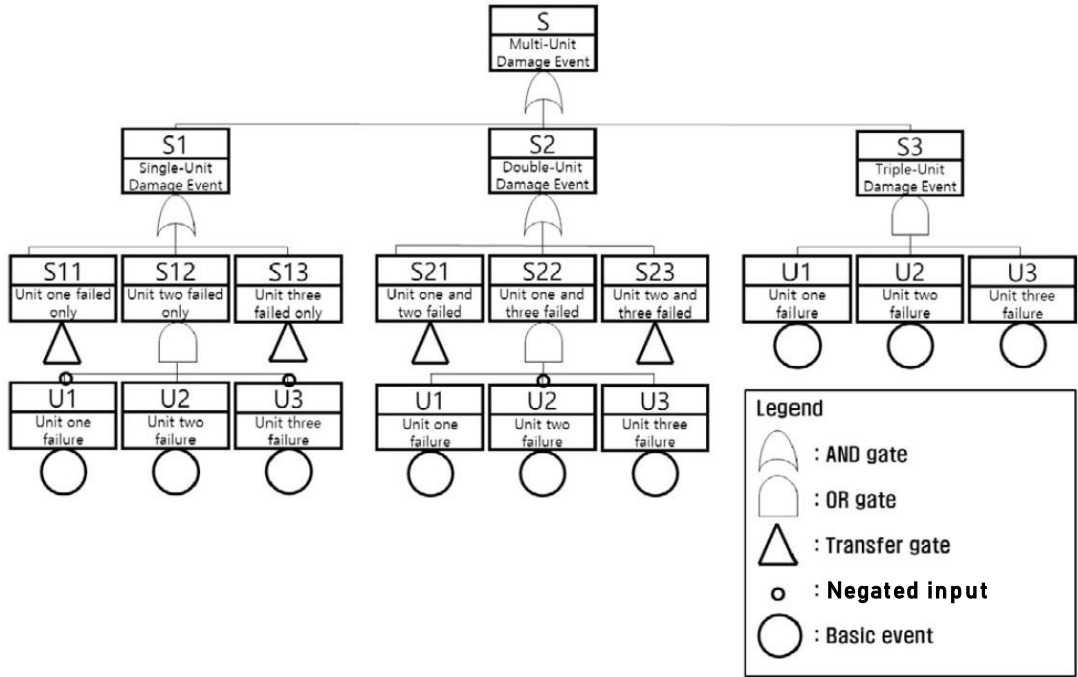 S
Multi-Unit
Damage Event
S1
Single-Unit
Damage Event
S2
Double-Unit
Damage Event
S3
Triple-Unit
Damage Event
S11
Unit one failed
only
S12
Unit two failed
only
S13
Unit three
failed only
S21
Unit one and
two failed
S22
Unit one and
three failed
S23
Unit two and
three failed
U1
Unit one
failure
U2
Unit two
failure
U3
Unit three
failure
U1
Unit one
failure
U2
Unit two
failure
U3
Unit three
failure
U1
Unit one
failure
U2
Unit two
failure
U3
Unit three
failure
Legend
: AND gate
: OR gate
: Transfer gate
: Negated input
: Basic event